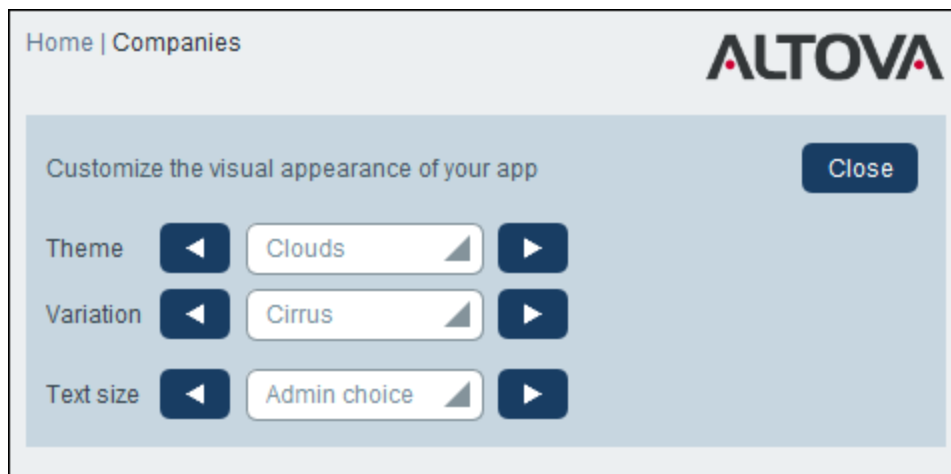 Home | Companies
ALTOVA
Customize the visual appearance of your app
Close
Theme
Clouds
Variation
Cirrus
Text size
Admin choice